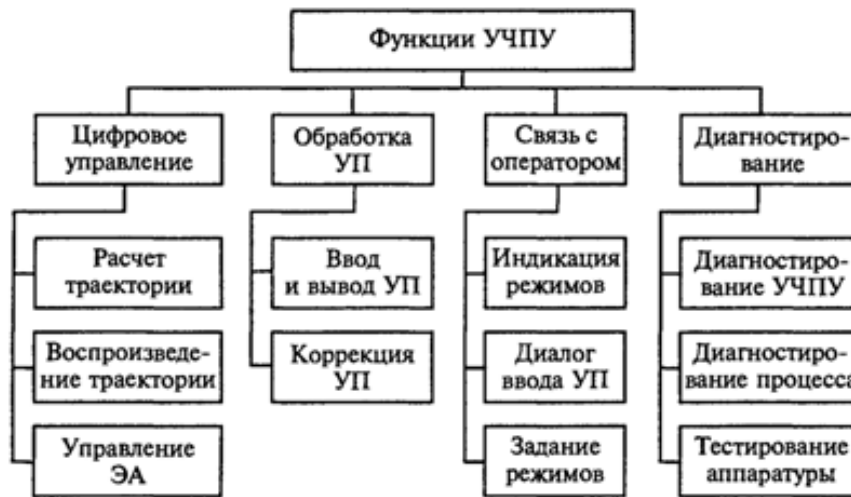 Функции УЧПУ
Цифровое
управление
Обработка
УП
Связь с
оператором
Диагностиро-
вание
Расчет
траектории
Ввод
и вывод УП
Индикация
режимов
Диагностиро-
вание УЧПУ
Воспроизведе-
ние траектории
Коррекция
УП
Диалог
ввода УП
Диагностиро-
вание процесса
Управление
ЭА
Задание
режимов
Тестирование
аппаратуры